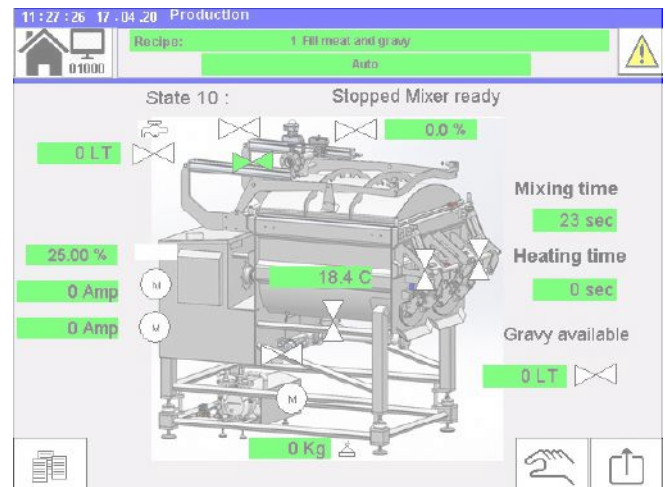 11:27:26 17.04.20 Production
Recipe: 1 Fill meat and gravy
01000
Auto
State 10 : Stopped Mixer ready
0.0 %
0 LT
Mixing time
23 sec
25.00 %
Heating time
18.4 C
M
0 Amp
0 sec
0 Amp
M
Gravy available
0 LT
M
0 Kg